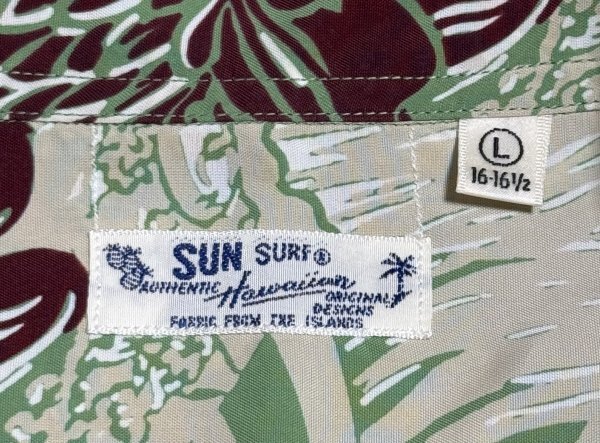 L
16-16½
SUN SURF®
AUTHENTIC Hawaiian ORIGINAL
DESIGNS
FABRIC FROM THE ISLANDS